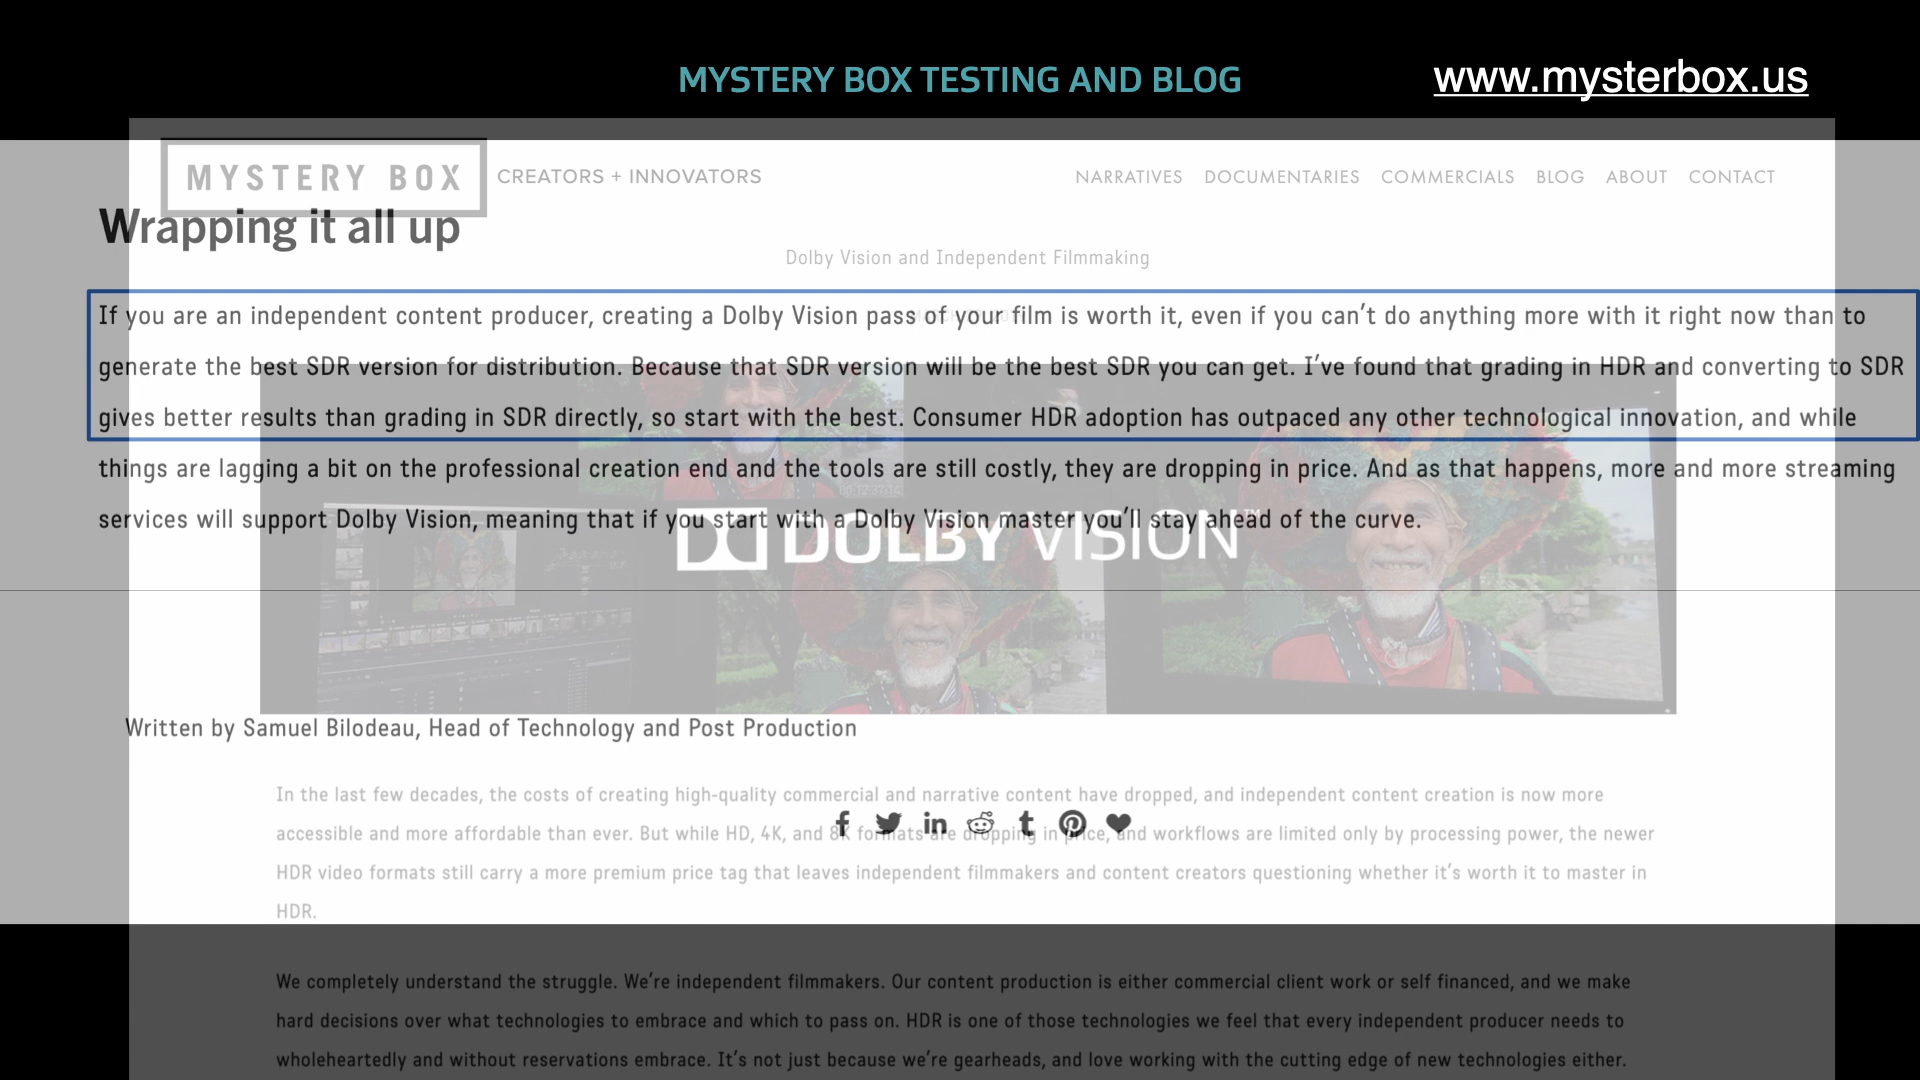 MYSTERY BOX TESTING AND BLOG
www.mysterbox.us
MYSTERY BOX
CREATORS + INNOVATORS
NARRATIVES DOCUMENTARIES COMMERCIALS BLOG ABOUT CONTACT
Wrapping it all up
Dolby Vision and Independent Filmmaking
If you are an independent content producer, creating a Dolby Vision pass of your film is worth it, even if you can’t do anything more with it right now than to
generate the best SDR version for distribution. Because that SDR version will be the best SDR you can get. I’ve found that grading in HDR and converting to SDR
gives better results than grading in SDR directly, so start with the best. Consumer HDR adoption has outpaced any other technological innovation, and while
things are lagging a bit on the professional creation end and the tools are still costly, they are dropping in price. And as that happens, more and more streaming
services will support Dolby Vision, meaning that if you start with a Dolby Vision master you’ll stay ahead of the curve.
DOLBY VISION™
Written by Samuel Bilodeau, Head of Technology and Post Production
In the last few decades, the costs of creating high-quality commercial and narrative content have dropped, and independent content creation is now more
accessible and more affordable than ever. But while HD, 4K, and 8K formats are dropping in price, and workflows are limited only by processing power, the newer
HDR video formats still carry a more premium price tag that leaves independent filmmakers and content creators questioning whether it’s worth it to master in
HDR.
We completely understand the struggle. We’re independent filmmakers. Our content production is either commercial client work or self financed, and we make
hard decisions over what technologies to embrace and which to pass on. HDR is one of those technologies we feel that every independent producer needs to
wholeheartedly and without reservations embrace. It’s not just because we’re gearheads, and love working with the cutting edge of new technologies either.